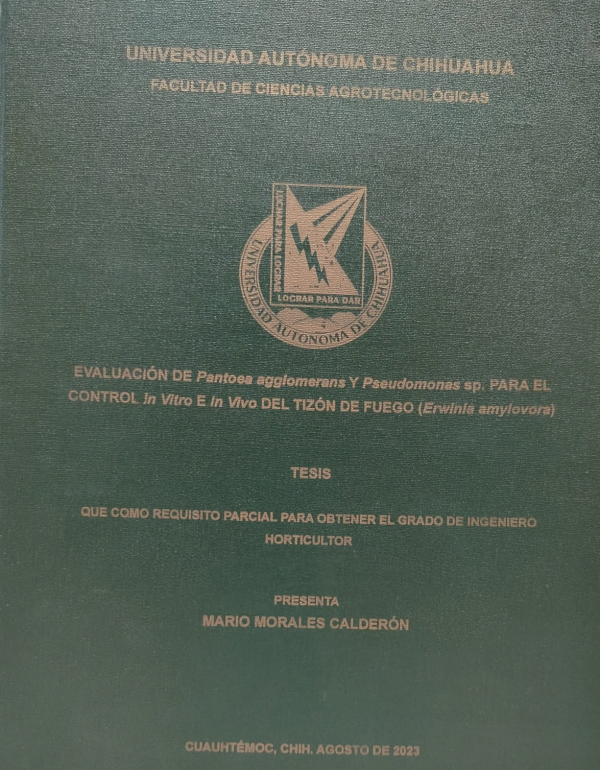 UNIVERSIDAD AUTÓNOMA DE CHIHUAHUA
FACULTAD DE CIENCIAS AGROTECNOLÓGICAS
LOGRAR PARA LOGRAR
LOGRAR PARA DAR
UNIVERSIDAD AUTONOMA DE CHIHUAHUA
EVALUACIÓN DE Pantoea agglomerans Y Pseudomonas sp. PARA EL
CONTROL In Vitro E In Vivo DEL TIZÓN DE FUEGO (Erwinia amylovora)
TESIS
QUE COMO REQUISITO PARCIAL PARA OBTENER EL GRADO DE INGENIERO
HORTICULTOR
PRESENTA
MARIO MORALES CALDERÓN
CUAUHTÉMOC, CHIH. AGOSTO DE 2023